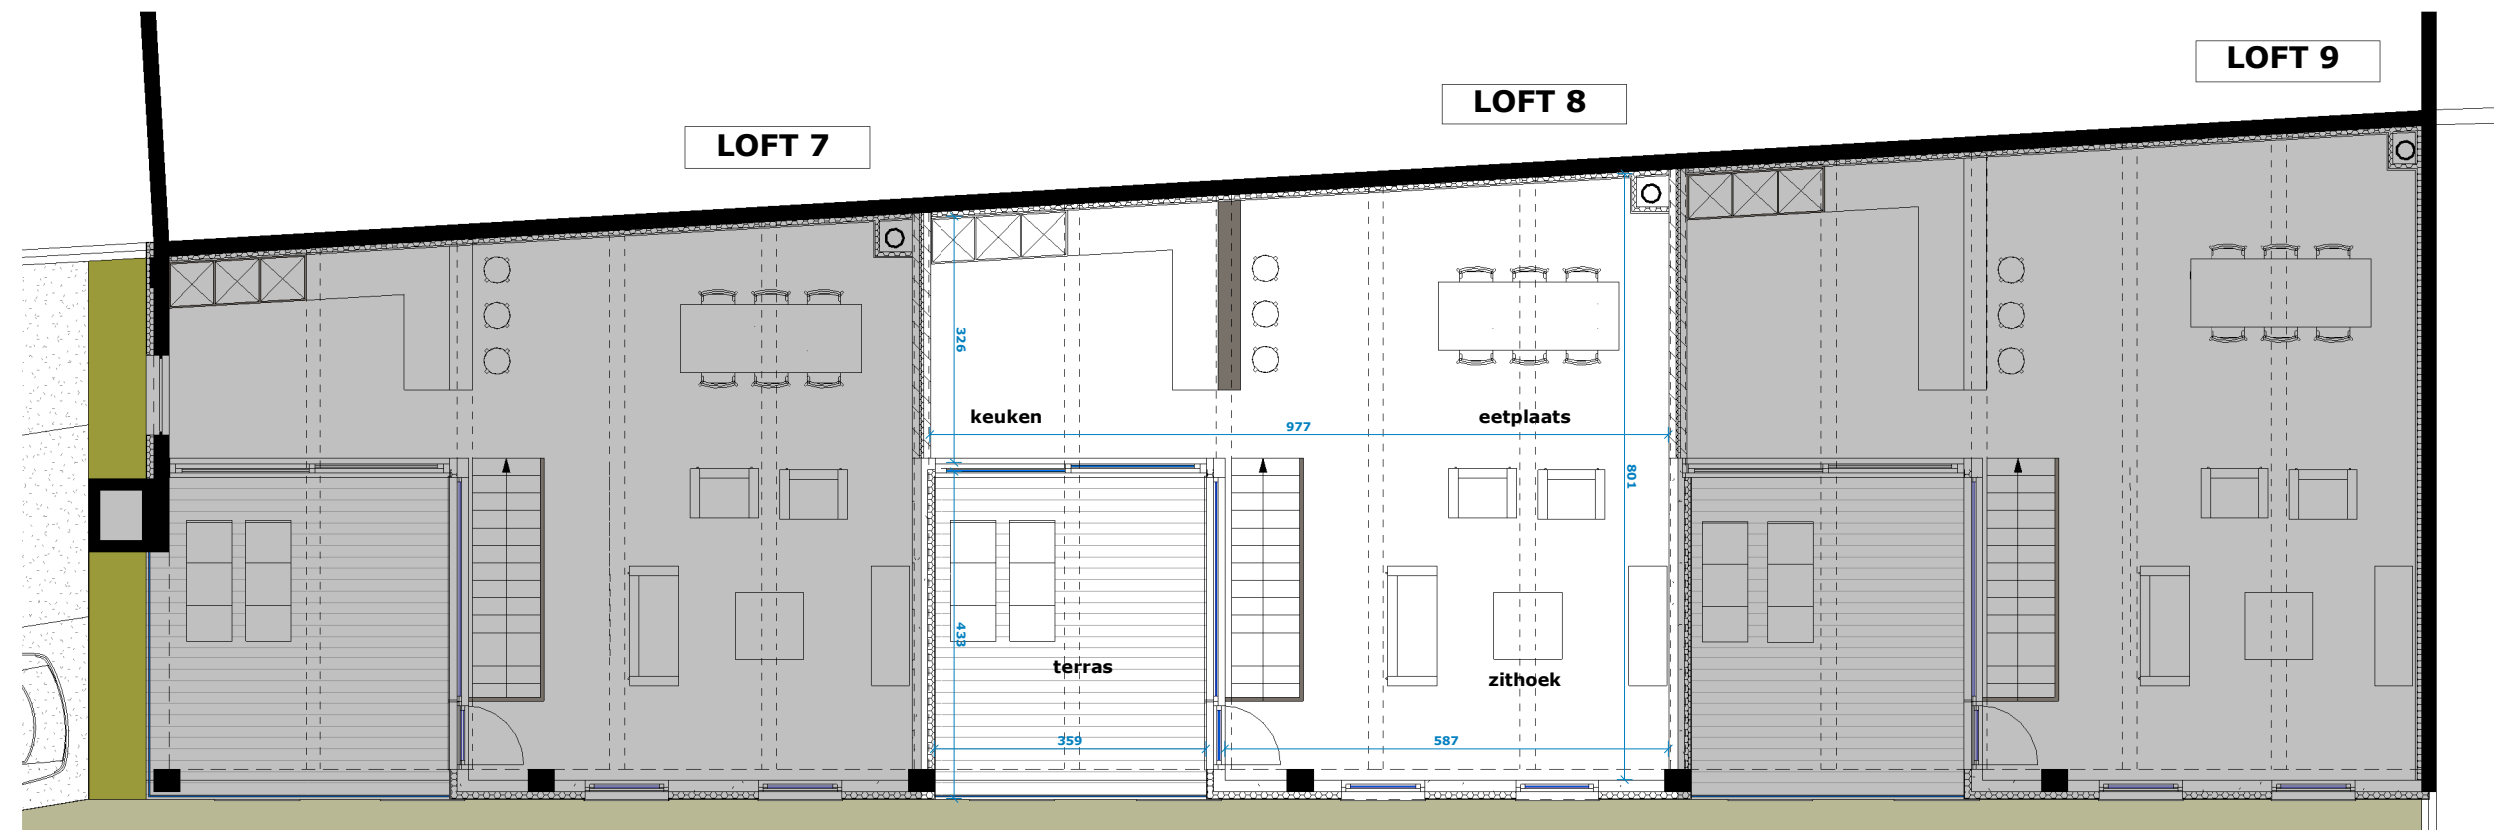 LOFT 9
LOFT 8
LOFT 7
326
keuken
eetplaats
977
801
433
terras
zithoek
359
587